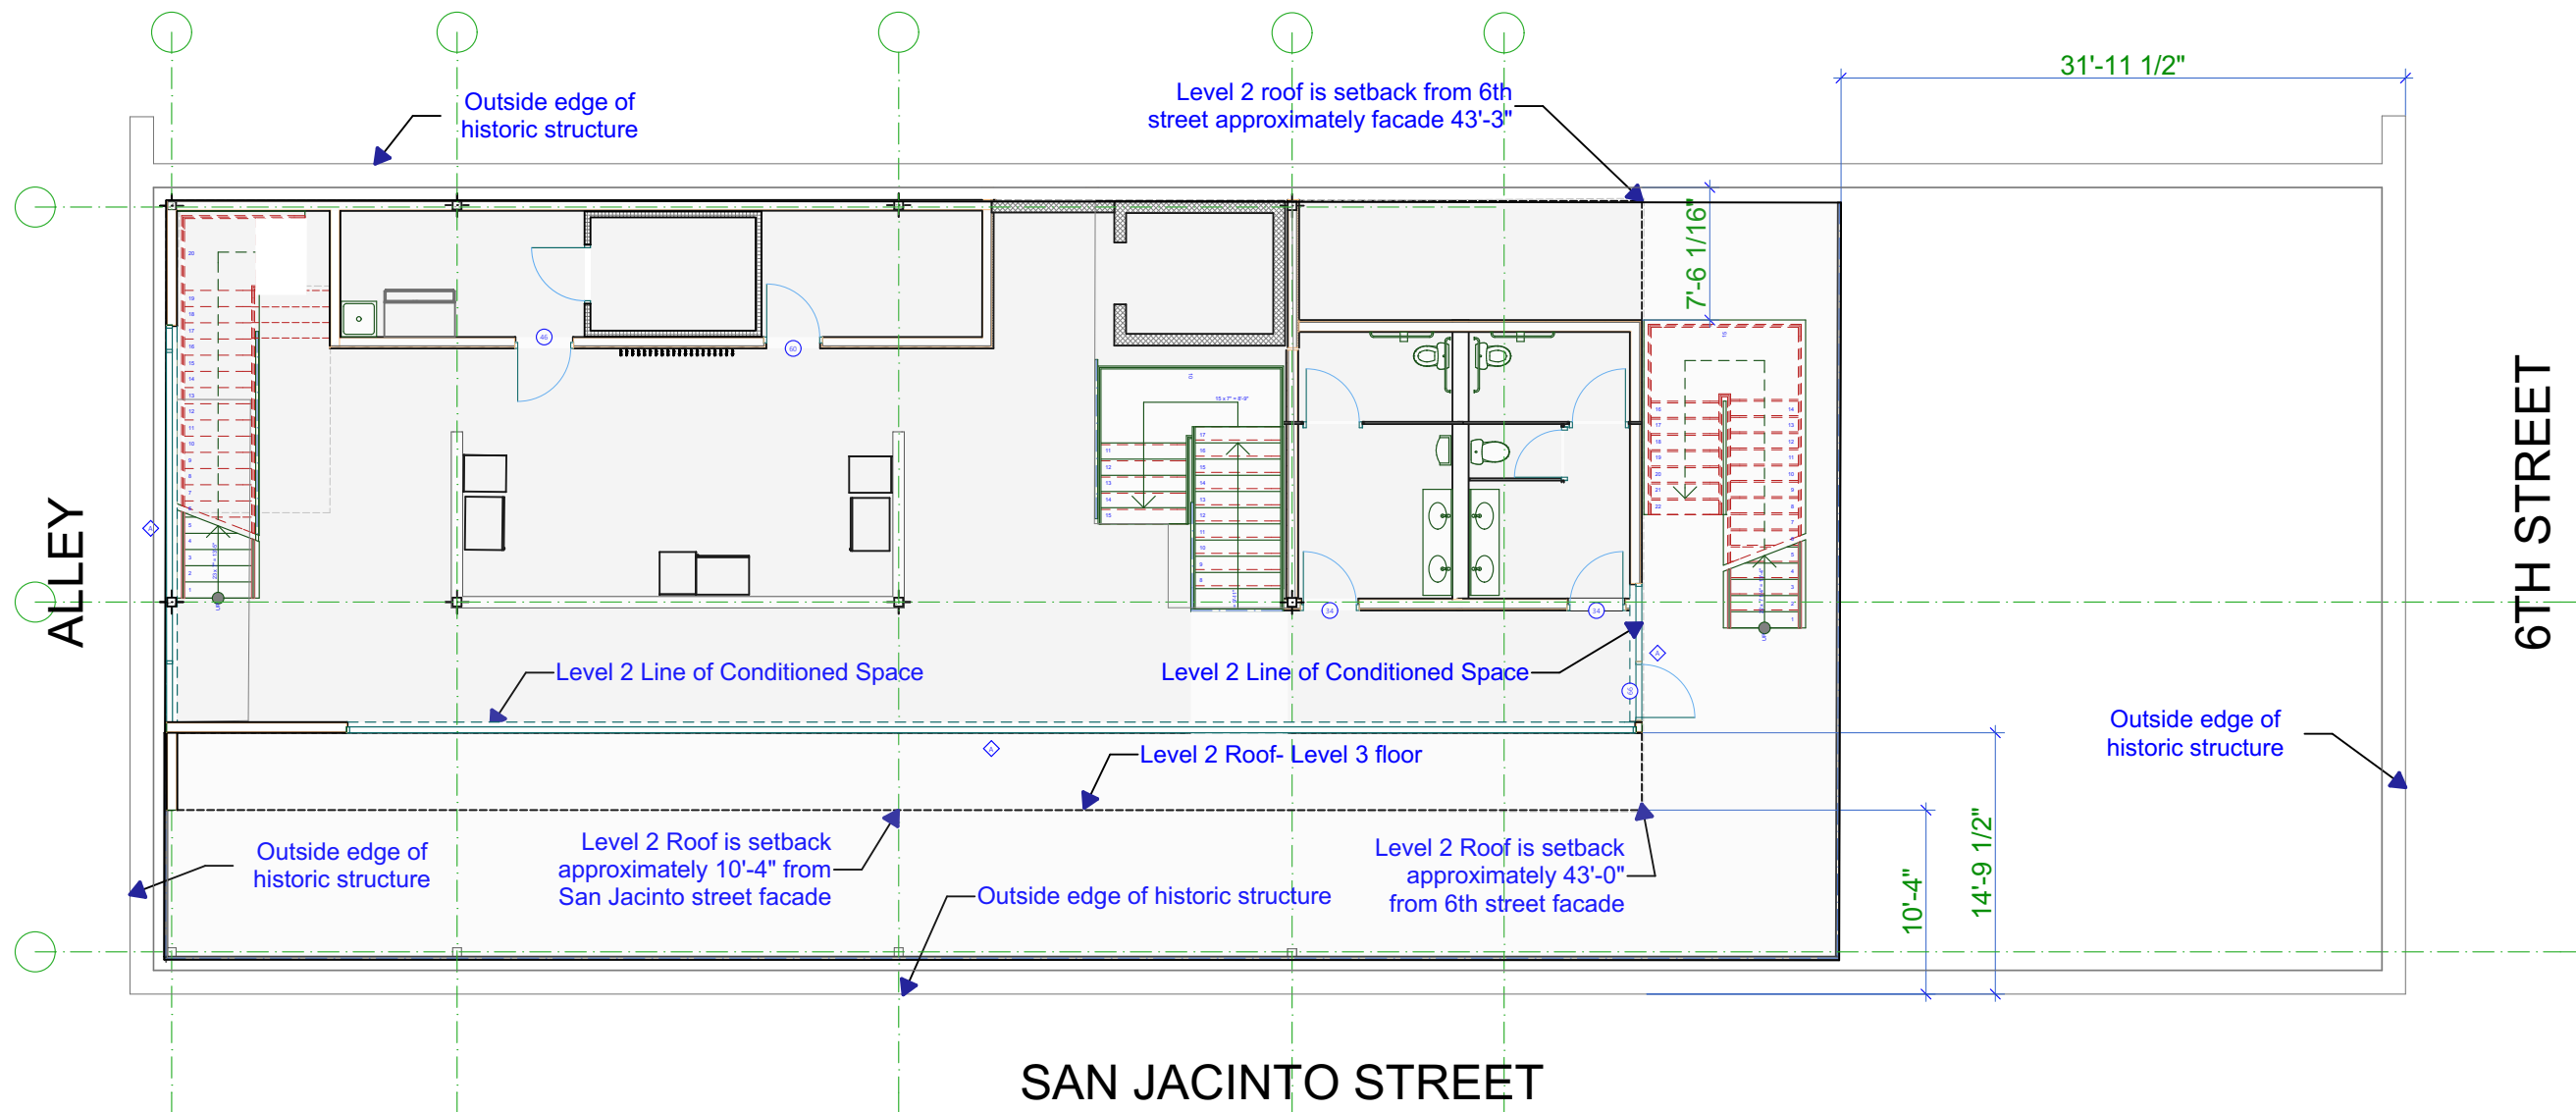 31'-11 1/2"
Outside edge of
historic structure
Level 2 roof is setback from 6th
street approximately facade 43'-3"
7'-6 1/16"
46
60
ALLEY
6TH STREET
34
34
Level 2 Line of Conditioned Space
Level 2 Line of Conditioned Space
66
A
A
A
Level 2 Roof- Level 3 floor
Outside edge of
historic structure
Outside edge of
historic structure
Level 2 Roof is setback
approximately 10'-4" from
San Jacinto street facade
Outside edge of historic structure
Level 2 Roof is setback
approximately 43'-0"
from 6th street facade
10'-4"
14'-9 1/2"
SAN JACINTO STREET